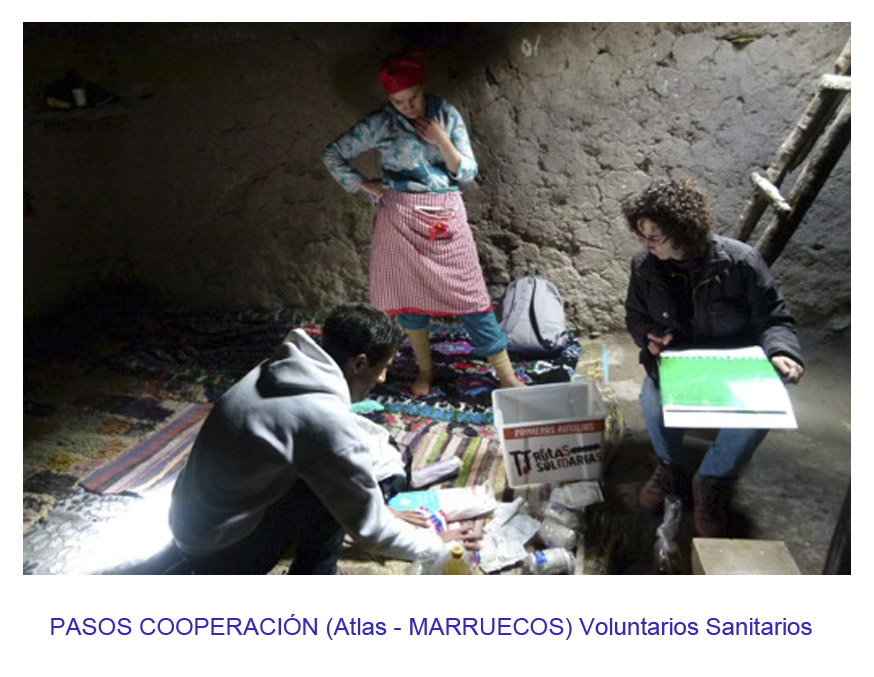 PRIMEROS AUXILIOS
RUTAS
SOLIDARIAS
PASOS COOPERACIÓN (Atlas - MARRUECOS) Voluntarios Sanitarios